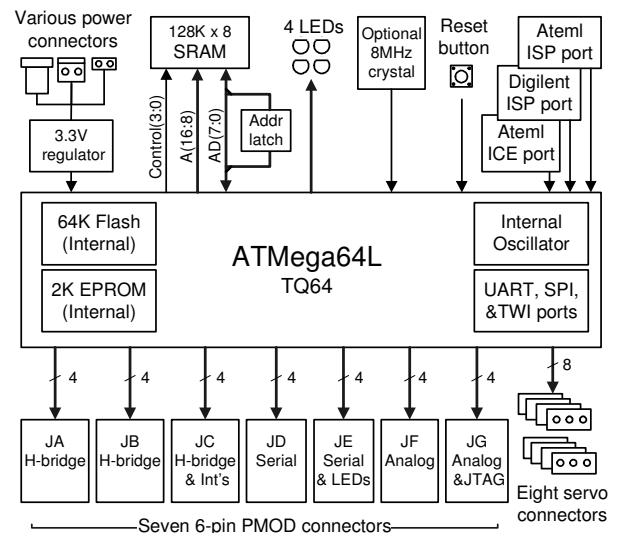 Various power
connectors
128K x 8
SRAM
4 LEDs
Optional
8MHz
crystal
Reset
button
Ateml
ISP port
Digilent
ISP port
Ateml
ICE port
3.3V
regulator
Control(3:0)
A(16:8)
AD(7:0)
Addr
latch
64K Flash
(Internal)
2K EPROM
(Internal)
ATMega64L
TQ64
Internal
Oscillator
UART, SPI,
&TWI ports
4
4
4
4
4
4
4
8
JA
H-bridge
JB
H-bridge
JC
H-bridge
& Int's
JD
Serial
JE
Serial
& LEDs
JF
Analog
JG
Analog
&JTAG
Eight servo
connectors
Seven 6-pin PMOD connectors